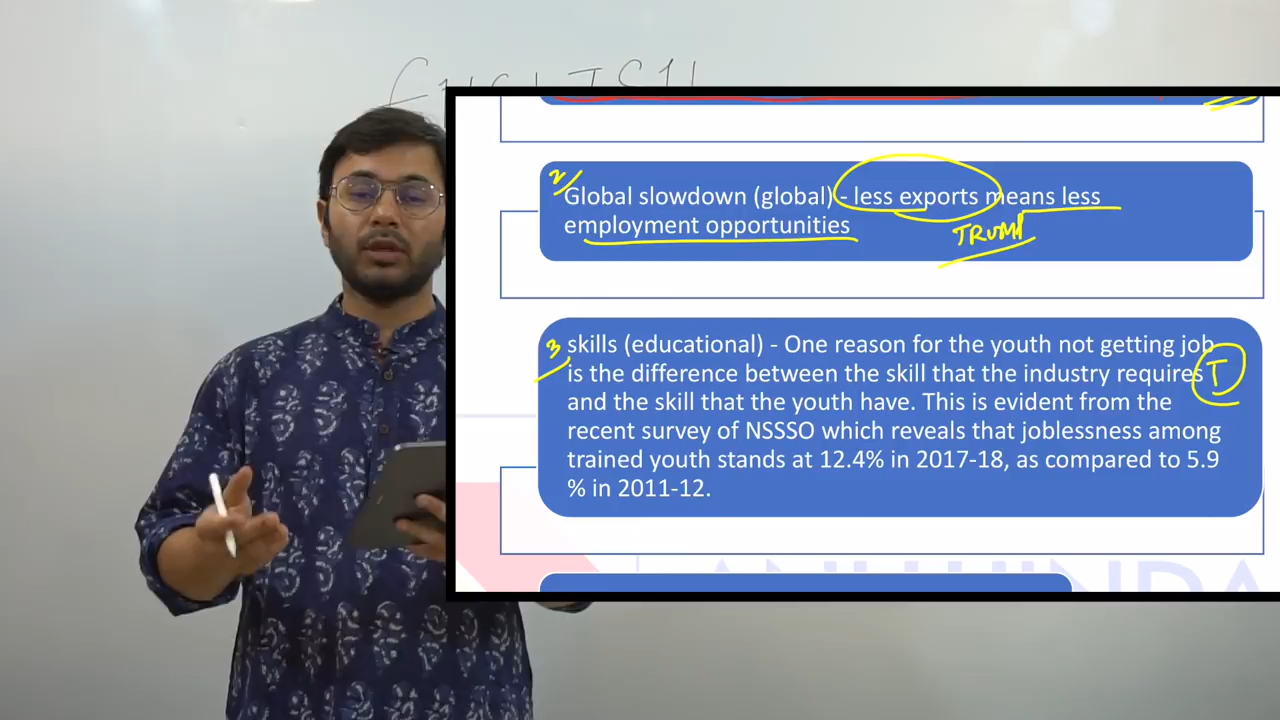 ENGLISH
2
Global slowdown (global) - less exports means less
employment opportunities
TRUMP
3
skills (educational) - One reason for the youth not getting job
is the difference between the skill that the industry requires I
and the skill that the youth have. This is evident from the
recent survey of NSSSO which reveals that joblessness among
trained youth stands at 12.4% in 2017-18, as compared to 5.9
% in 2011-12.